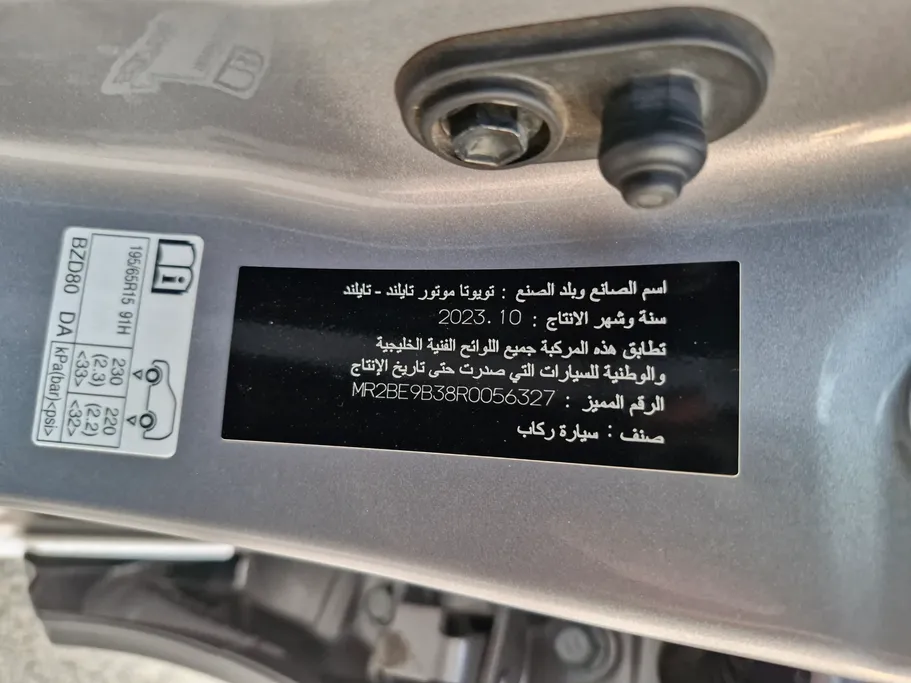 اسم الصانع وبلد الصنع : تويوتا موتور تايلند - تايلند
سنة وشهر الانتاج : 2023.10
تطابق هذه المركبة جميع اللوائح الفنية الخليجية
والوطنية للسيارات التي صدرت حتى تاريخ الإنتاج
الرقم المميز : MR2BE9B38R0056327
صنف : سيارة ركاب
195/65R15 91H
230 (2.3) <33>
220 (2.2) <32>
kPa(bar)<psi>
BZD80 DA